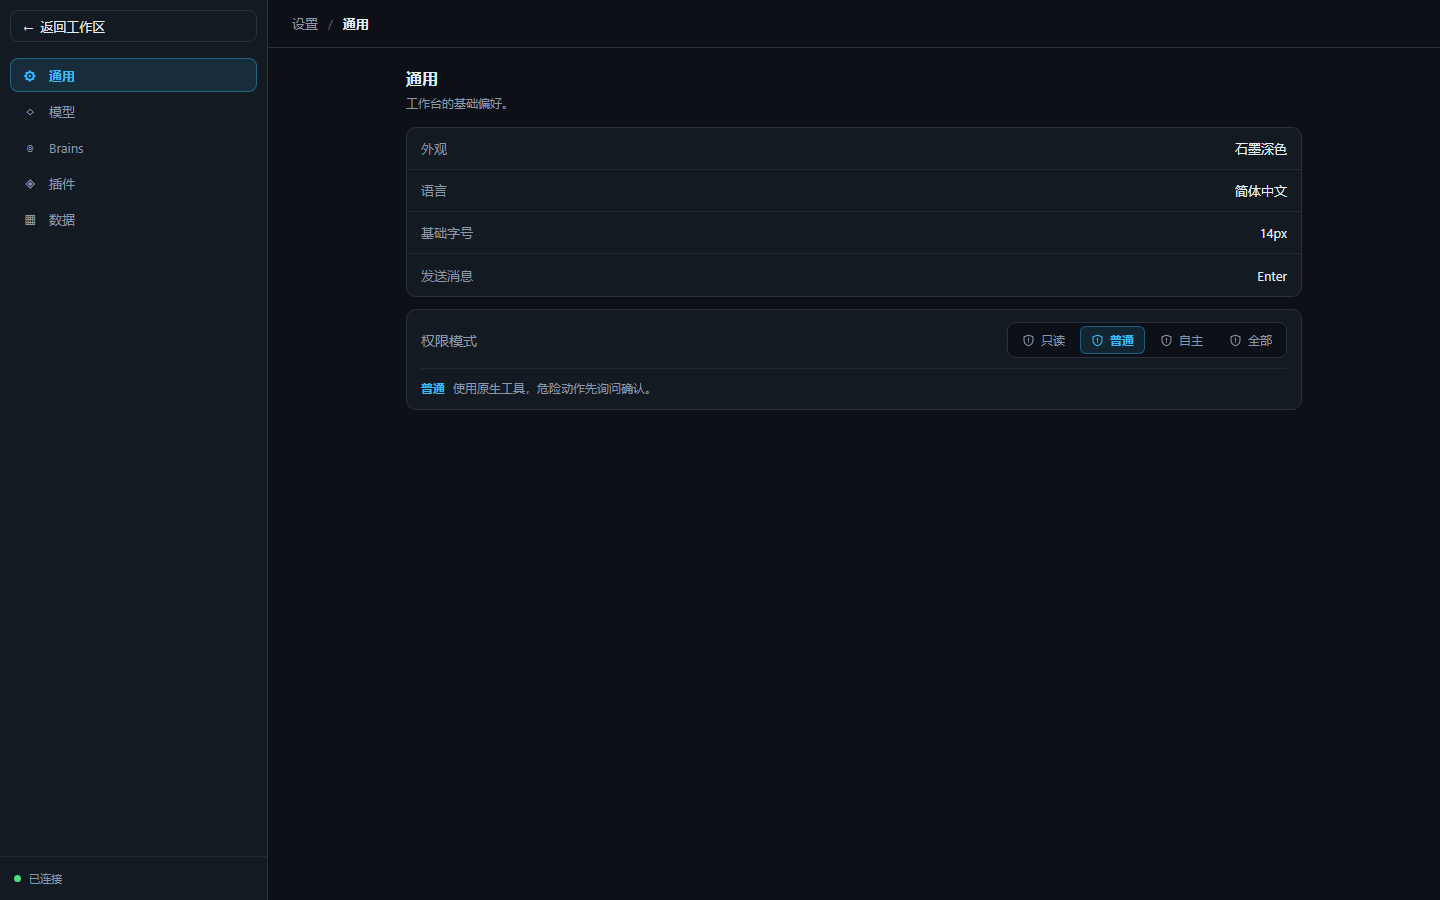 ← 返回工作区
通用
模型
Brains
插件
数据
已连接
设置 / 通用
通用
工作台的基础偏好。
外观 石墨深色
语言 简体中文
基础字号 14px
发送消息 Enter
权限模式 只读 普通 自主 全部
普通 使用原生工具，危险动作先询问确认。